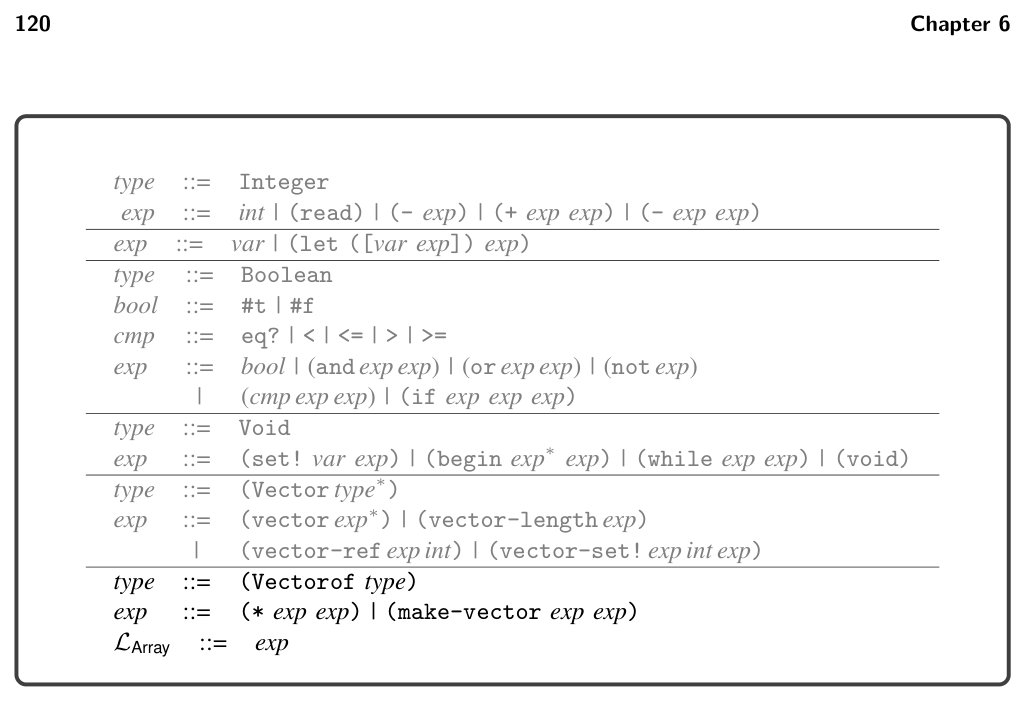 120 Chapter 6
type ::= Integer
exp ::= int | (read) | (- exp) | (+ exp exp) | (- exp exp)
exp ::= var | (let ([var exp]) exp)
type ::= Boolean
bool ::= #t | #f
cmp ::= eq? | < | <= | > | >=
exp ::= bool | (and exp exp) | (or exp exp) | (not exp)
| (cmp exp exp) | (if exp exp exp)
type ::= Void
exp ::= (set! var exp) | (begin exp* exp) | (while exp exp) | (void)
type ::= (Vector type*)
exp ::= (vector exp*) | (vector-length exp)
| (vector-ref exp int) | (vector-set! exp int exp)
type ::= (Vectorof type)
exp ::= (* exp exp) | (make-vector exp exp)
ℒArray ::= exp